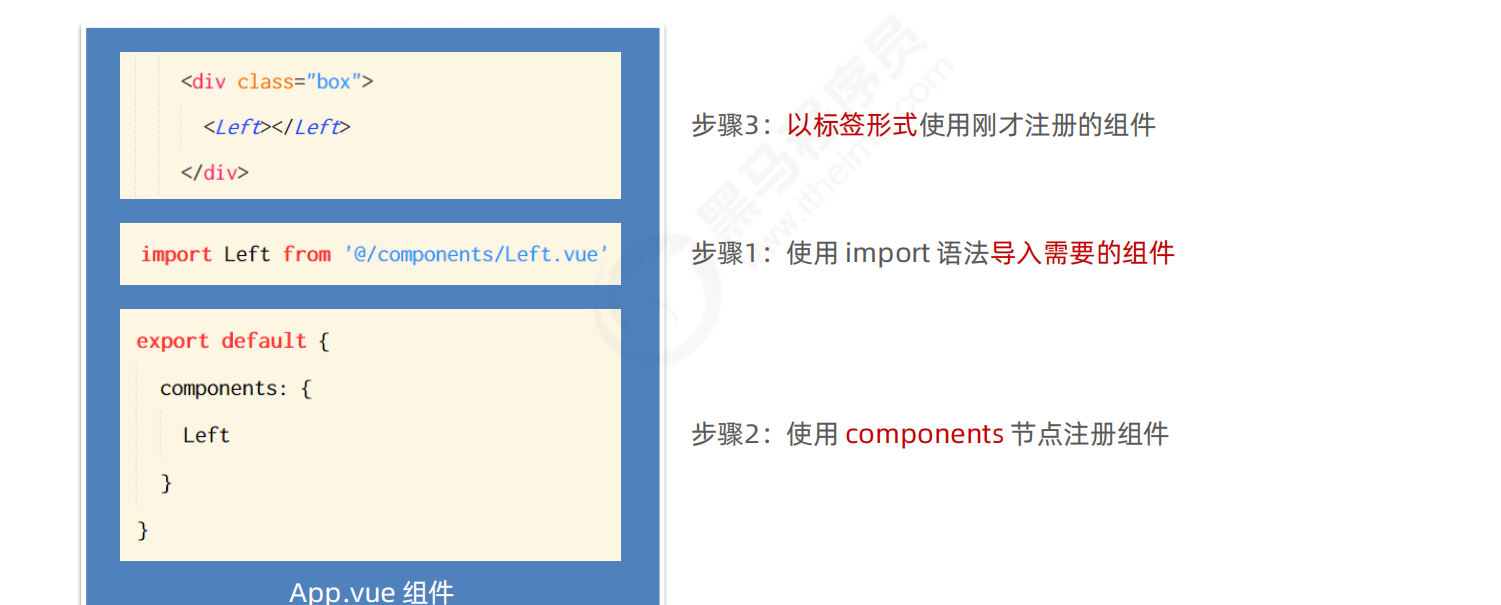 <div class="box">
<Left></Left>
</div>
步骤3：以标签形式使用刚才注册的组件
import Left from '@/components/Left.vue'
步骤1：使用 import 语法导入需要的组件
export default {
components: {
Left
}
}
步骤2：使用 components 节点注册组件
App.vue 组件
黑马程序员
www.itheima.com